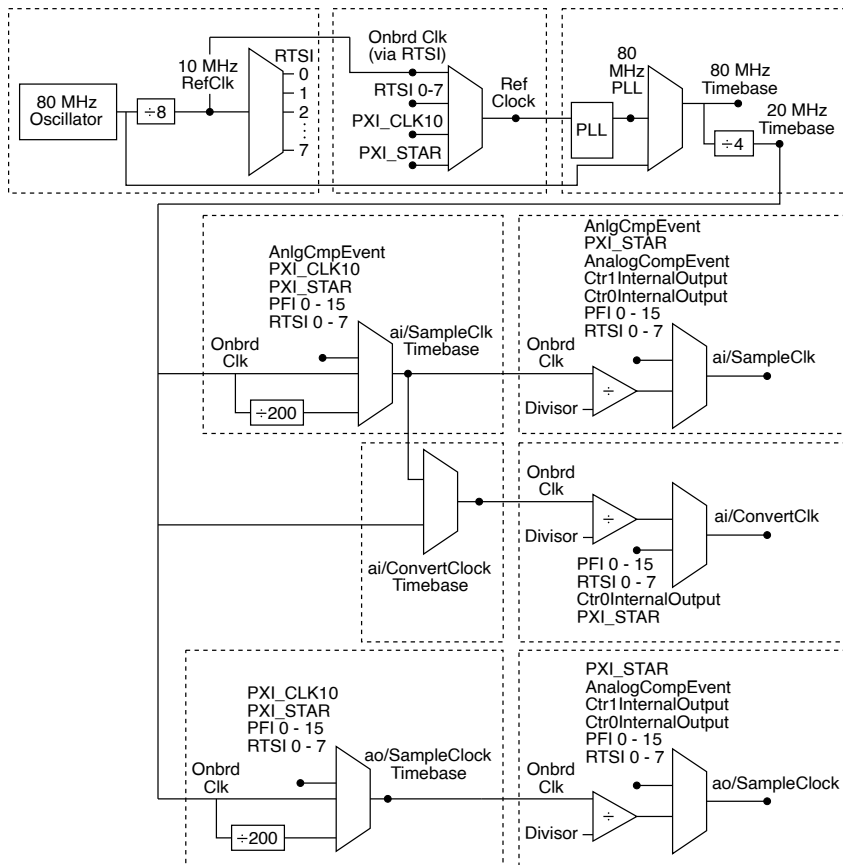 80 MHz
Oscillator
÷8
10 MHz
RefClk
RTSI
0
1
2
⋮
7
Onbrd Clk
(via RTSI)
RTSI 0-7
PXI_CLK10
PXI_STAR
Ref
Clock
PLL
80
MHz
PLL
80 MHz
Timebase
20 MHz
Timebase
÷4
AnlgCmpEvent
PXI_CLK10
PXI_STAR
PFI 0 - 15
RTSI 0 - 7
Onbrd
Clk
÷200
ai/SampleClk
Timebase
AnlgCmpEvent
PXI_STAR
AnalogCompEvent
Ctr1InternalOutput
Ctr0InternalOutput
PFI 0 - 15
RTSI 0 - 7
Onbrd
Clk
÷
Divisor
ai/SampleClk
ai/ConvertClock
Timebase
Onbrd
Clk
÷
Divisor
PFI 0 - 15
RTSI 0 - 7
Ctr0InternalOutput
PXI_STAR
ai/ConvertClk
PXI_CLK10
PXI_STAR
PFI 0 - 15
RTSI 0 - 7
Onbrd
Clk
÷200
ao/SampleClock
Timebase
PXI_STAR
AnalogCompEvent
Ctr1InternalOutput
Ctr0InternalOutput
PFI 0 - 15
RTSI 0 - 7
Onbrd
Clk
÷
Divisor
ao/SampleClock